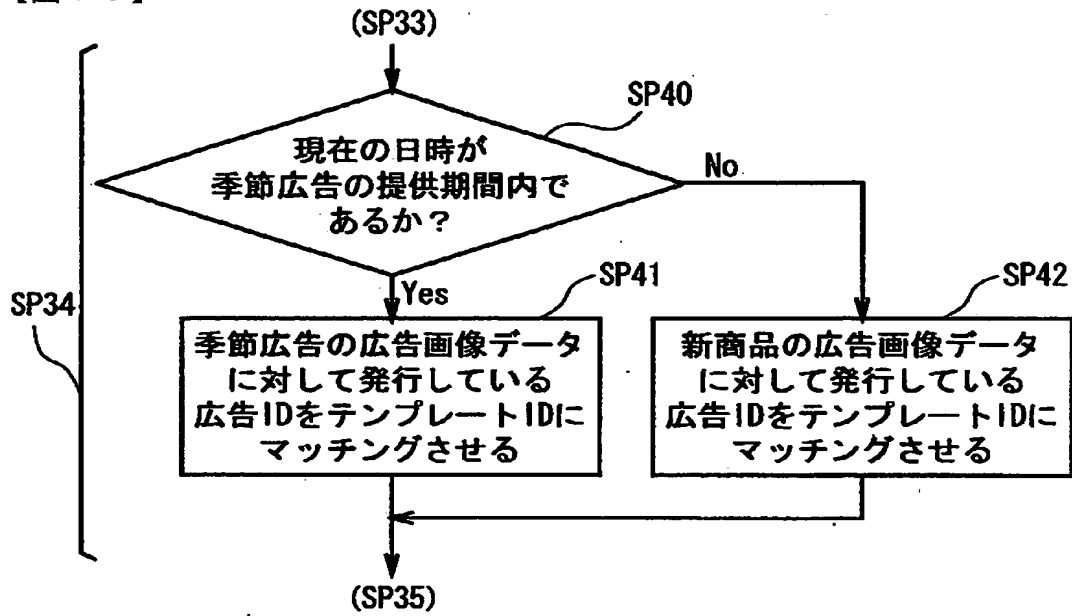 (SP33)
SP40
現在の日時が
季節広告の提供期間内で
あるか？
No
Yes
SP41
SP42
SP34
季節広告の広告画像データ
に対して発行している
広告IDをテンプレートIDに
マッチングさせる
新商品の広告画像データ
に対して発行している
広告IDをテンプレートIDに
マッチングさせる
(SP35)